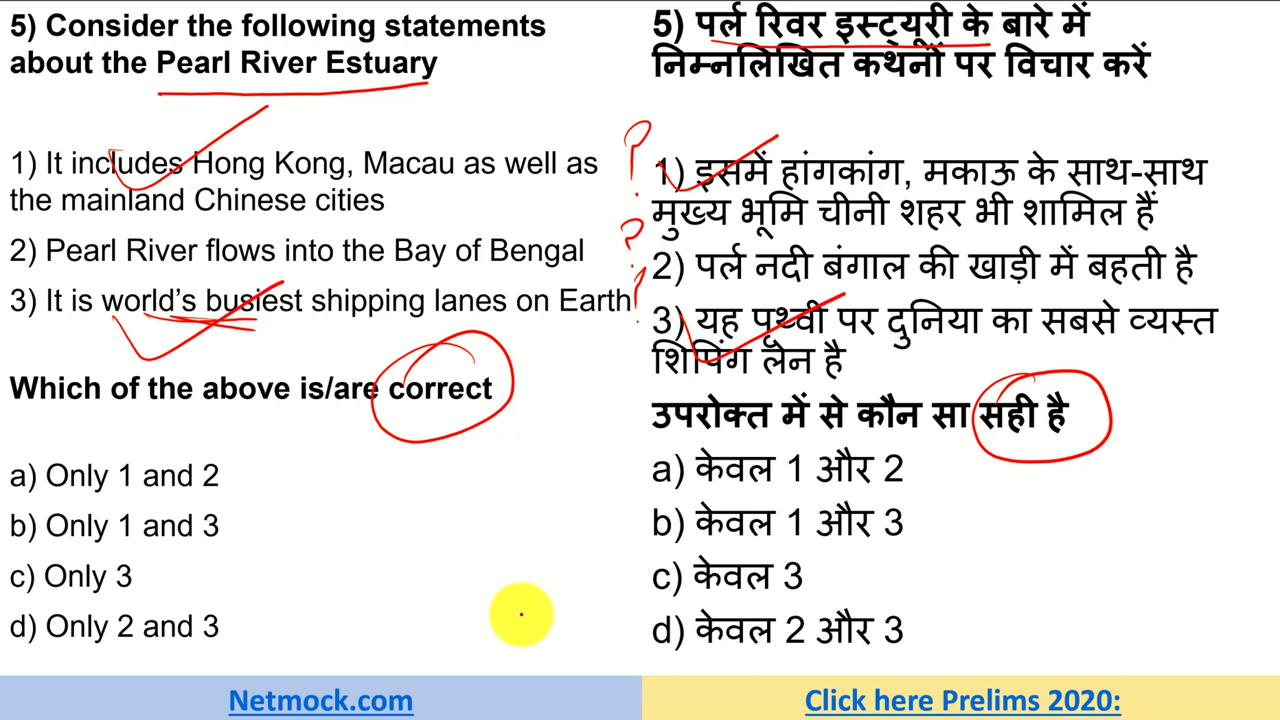 5) Consider the following statements
about the Pearl River Estuary
1) It includes Hong Kong, Macau as well as
the mainland Chinese cities
2) Pearl River flows into the Bay of Bengal
3) It is world's busiest shipping lanes on Earth
Which of the above is/are correct
a) Only 1 and 2
b) Only 1 and 3
c) Only 3
d) Only 2 and 3
5) पर्ल रिवर इस्ट्यूरी के बारे में
निम्नलिखित कथनों पर विचार करें
? 1) इसमें हांगकांग, मकाऊ के साथ-साथ
मुख्य भूमि चीनी शहर भी शामिल हैं
? 2) पर्ल नदी बंगाल की खाड़ी में बहती है
? 3) यह पृथ्वी पर दुनिया का सबसे व्यस्त
शिपिंग लेन है
उपरोक्त में से कौन सा सही है
a) केवल 1 और 2
b) केवल 1 और 3
c) केवल 3
d) केवल 2 और 3
Netmock.com
Click here Prelims 2020: